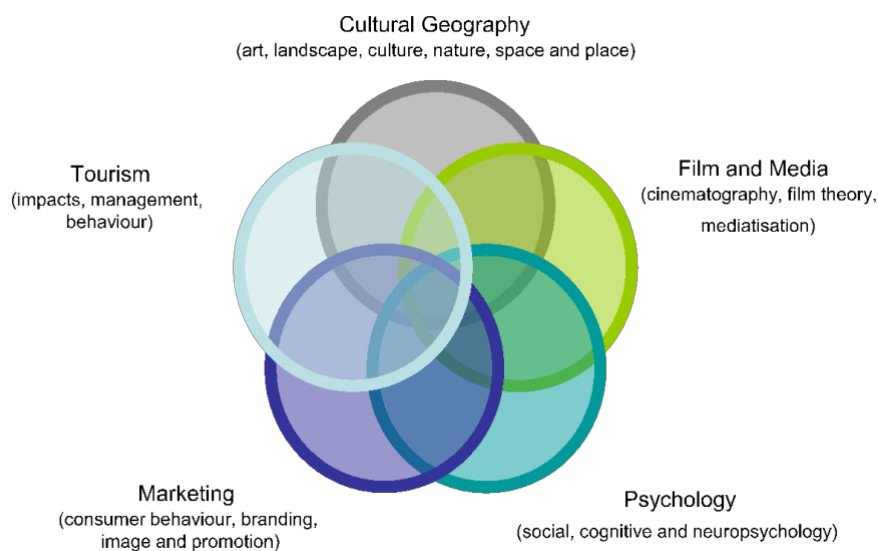 Cultural Geography
(art, landscape, culture, nature, space and place)
Tourism
(impacts, management,
behaviour)
Film and Media
(cinematography, film theory,
mediatisation)
Marketing
(consumer behaviour, branding,
image and promotion)
Psychology
(social, cognitive and neuropsychology)